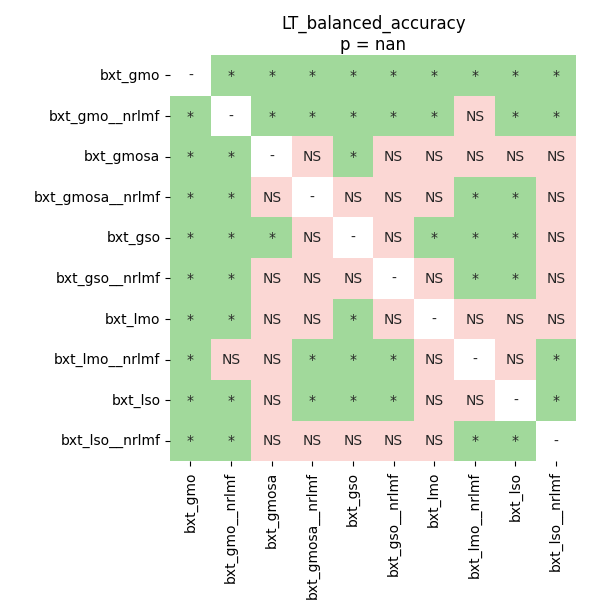 LT_balanced_accuracy
p = nan
bxt_gmo - * * * * * * * * *
bxt_gmo__nrlmf * - * * * * * NS * *
bxt_gmosa * * - NS * NS NS NS NS NS
bxt_gmosa__nrlmf * * NS - NS NS NS * * NS
bxt_gso * * * NS - NS * * * NS
bxt_gso__nrlmf * * NS NS NS - NS * * NS
bxt_lmo * * NS NS * NS - NS NS NS
bxt_lmo__nrlmf * NS NS * * * NS - NS *
bxt_lso * * NS * * * NS NS - *
bxt_lso__nrlmf * * NS NS NS NS NS * * -
bxt_gmo
bxt_gmo__nrlmf
bxt_gmosa
bxt_gmosa__nrlmf
bxt_gso
bxt_gso__nrlmf
bxt_lmo
bxt_lmo__nrlmf
bxt_lso
bxt_lso__nrlmf